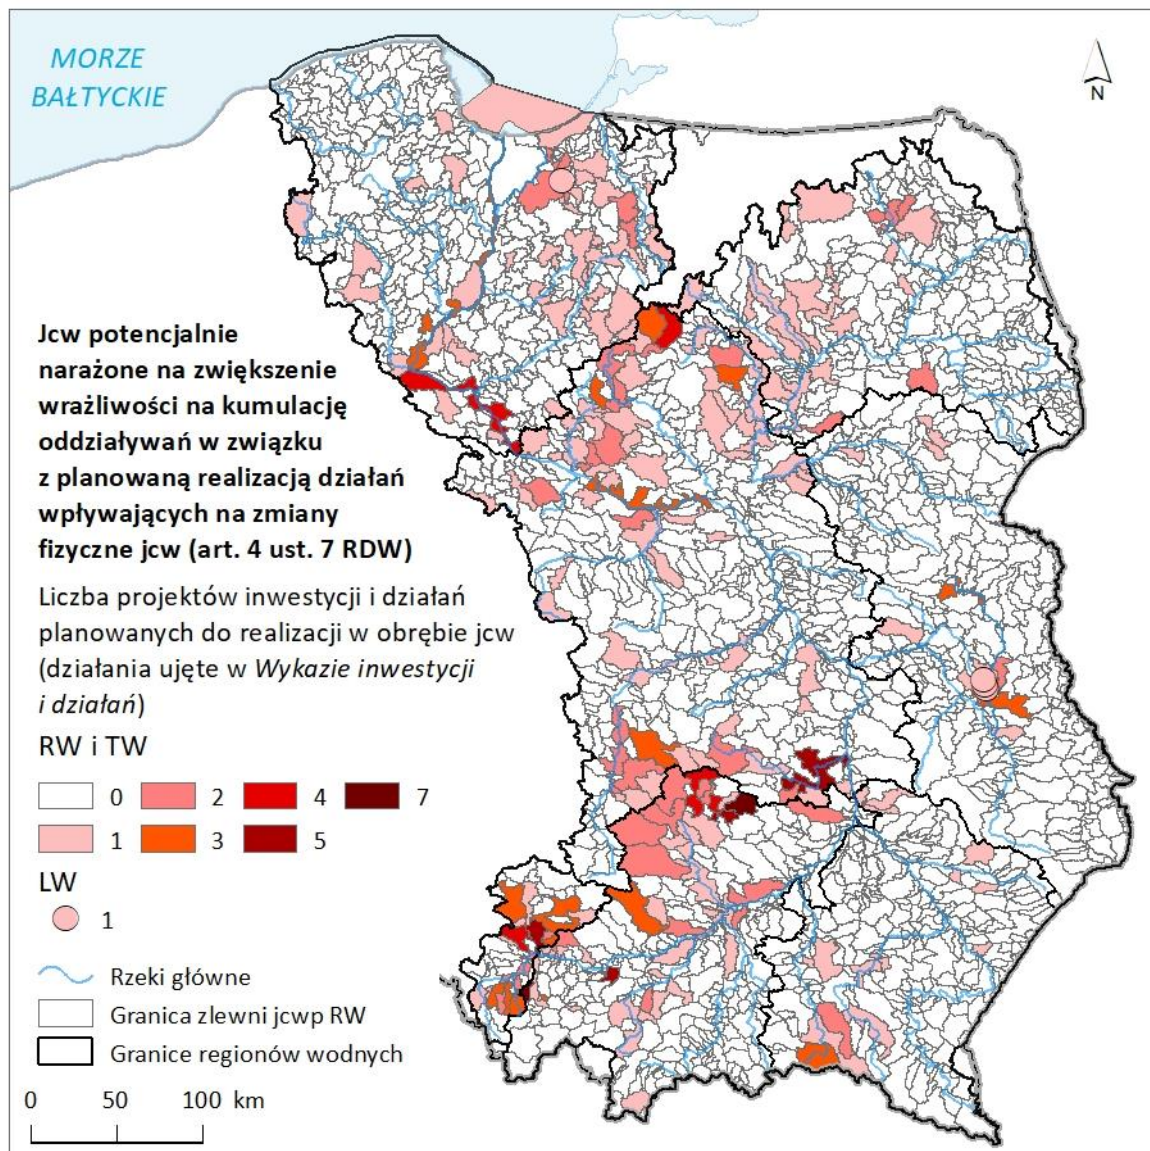 MORZE
BAŁTYCKIE
N
Jcw potencjalnie
narażone na zwiększenie
wrażliwości na kumulację
oddziaływań w związku
z planowaną realizacją działań
wpływających na zmiany
fizyczne jcw (art. 4 ust. 7 RDW)
Liczba projektów inwestycji i działań
planowanych do realizacji w obrębie jcw
(działania ujęte w Wykazie inwestycji
i działań)
RW i TW
0 2 4 7
1 3 5
LW
1
Rzeki główne
Granica zlewni jcwp RW
Granice regionów wodnych
0 50 100 km